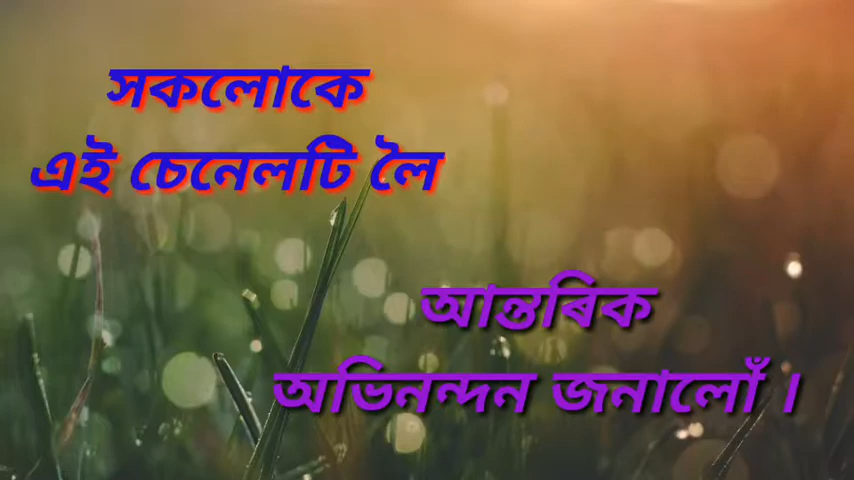 সকলোকে
এই চেনেলটি লৈ
আন্তৰিক
অভিনন্দন জনালোঁ ।